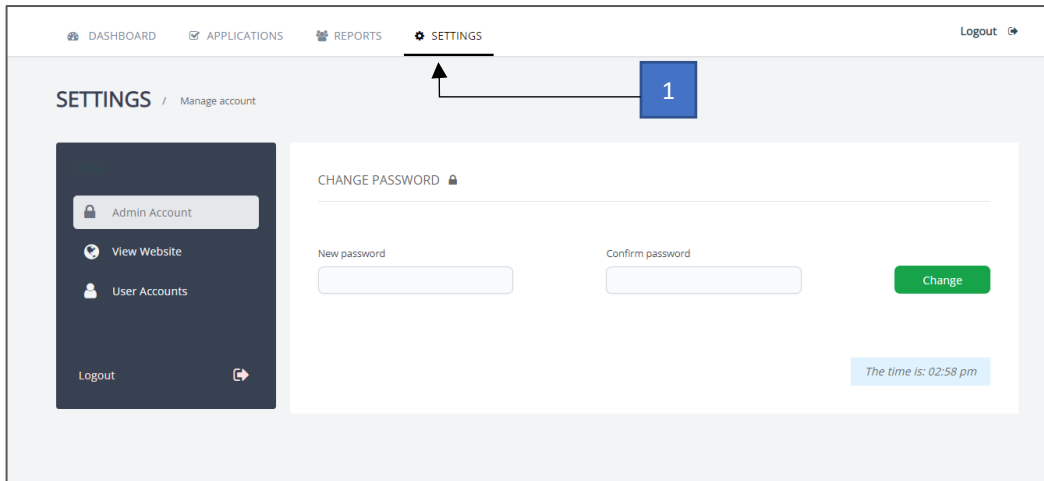 DASHBOARD APPLICATIONS REPORTS SETTINGS Logout
1
SETTINGS / Manage account
CHANGE PASSWORD
Admin Account
View Website
User Accounts
Logout
New password Confirm password
Change
The time is: 02:58 pm